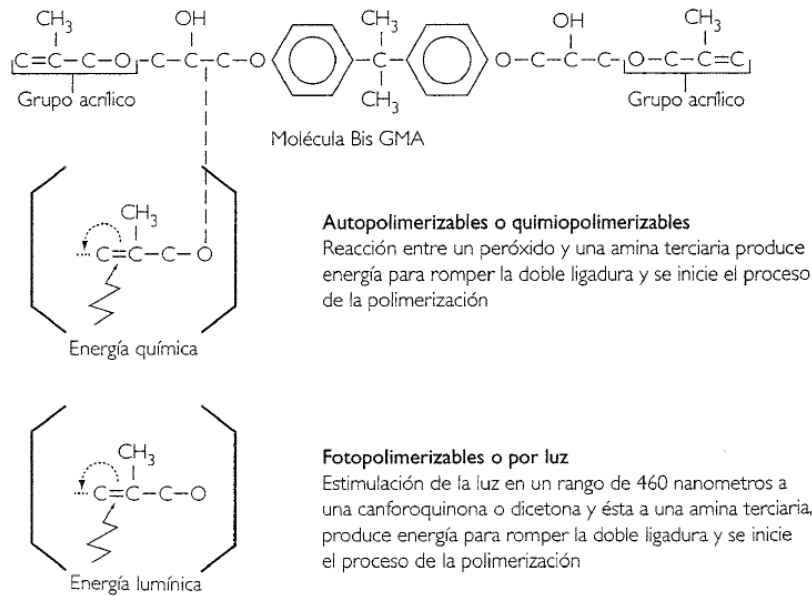 CH₃ OH CH₃ OH CH₃
C=C–C–O–C–C–C–O C O–C–C–C–O–C–C=C
Grupo acrílico CH₃ Grupo acrílico
Molécula Bis GMA
CH₃
C=C–C–O
Energía química
Autopolimerizables o quimiopolimerizables
Reacción entre un peróxido y una amina terciaria produce
energía para romper la doble ligadura y se inicie el proceso
de la polimerización
CH₃
C=C–C–O
Energía lumínica
Fotopolimerizables o por luz
Estimulación de la luz en un rango de 460 nanometros a
una canforoquinona o dicetona y ésta a una amina terciaria,
produce energía para romper la doble ligadura y se inicie
el proceso de la polimerización